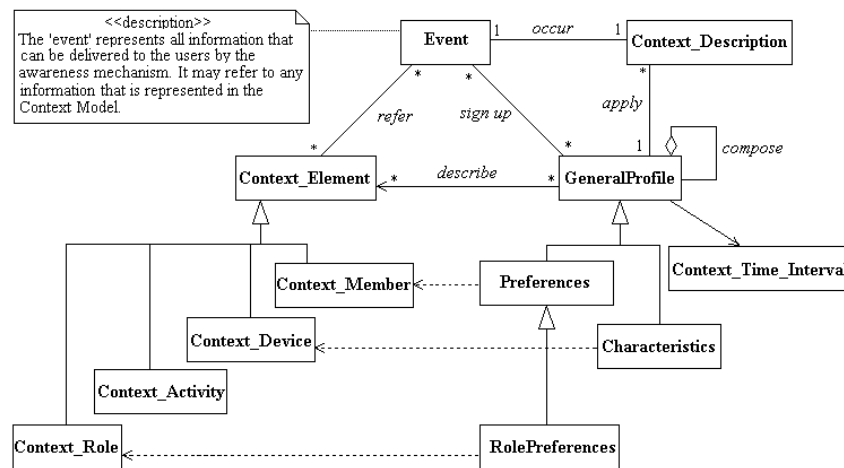 <<description>>
The 'event' represents all information that
can be delivered to the users by the
awareness mechanism. It may refer to any
information that is represented in the
Context Model.
Event
1
occur
1
Context_Description
*
*
*
refer
sign up
apply
*
*
1
compose
Context_Element
*
describe
*
GeneralProfile
Context_Member
Preferences
Context_Time_Interval
Context_Device
Characteristics
Context_Activity
Context_Role
RolePreferences